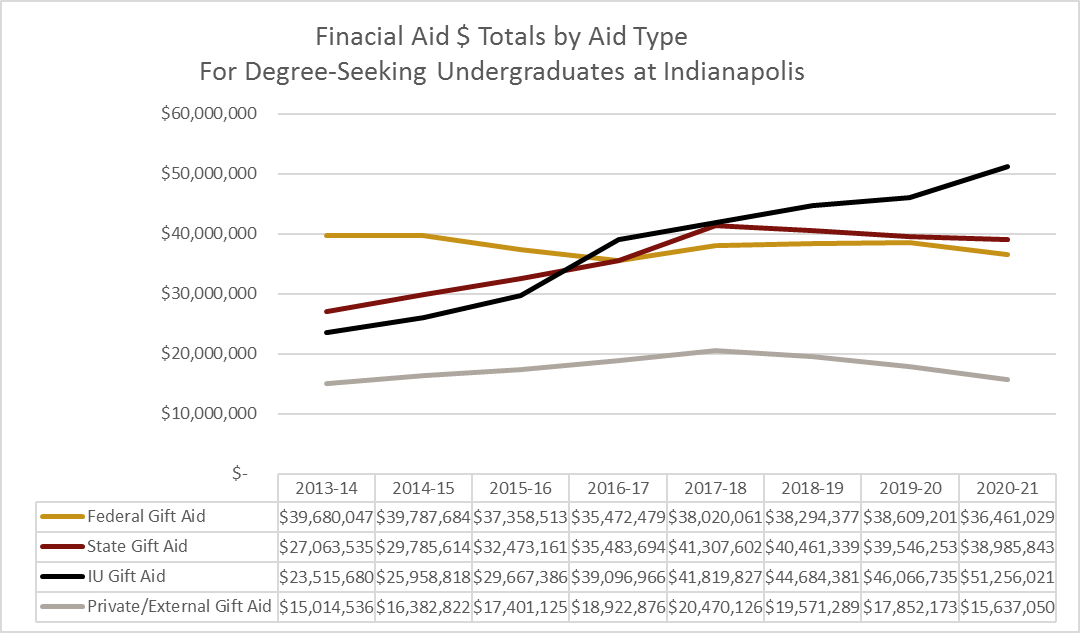 Finacial Aid $ Totals by Aid Type
For Degree-Seeking Undergraduates at Indianapolis
$60,000,000
$50,000,000
$40,000,000
$30,000,000
$20,000,000
$10,000,000
$-
2013-14 2014-15 2015-16 2016-17 2017-18 2018-19 2019-20 2020-21
Federal Gift Aid $39,680,047 $39,787,684 $37,358,513 $35,472,479 $38,020,061 $38,294,377 $38,609,201 $36,461,029
State Gift Aid $27,063,535 $29,785,614 $32,473,161 $35,483,694 $41,307,602 $40,461,339 $39,546,253 $38,985,843
IU Gift Aid $23,515,680 $25,958,818 $29,667,386 $39,096,966 $41,819,827 $44,684,381 $46,066,735 $51,256,021
Private/External Gift Aid $15,014,536 $16,382,822 $17,401,125 $18,922,876 $20,470,126 $19,571,289 $17,852,173 $15,637,050